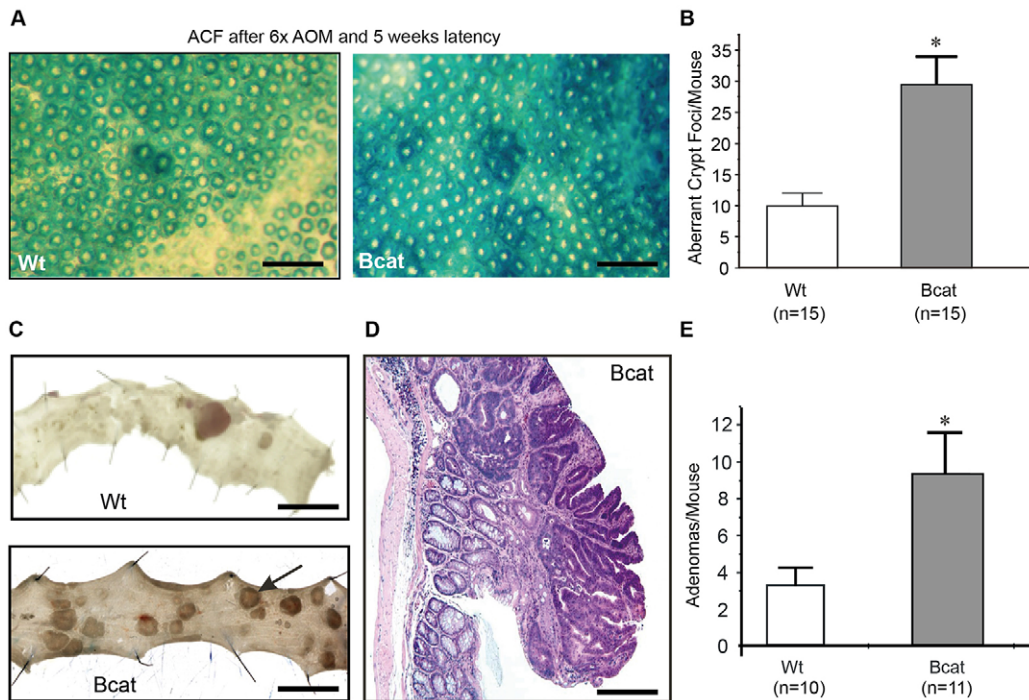 A
ACF after 6x AOM and 5 weeks latency
Wt
Bcat
B
Aberrant Crypt Foci/Mouse
35
30
25
20
15
10
5
0
*
Wt
Bcat
(n=15)
(n=15)
C
Wt
Bcat
D
Bcat
E
Adenomas/Mouse
12
10
8
6
4
2
0
*
Wt
Bcat
(n=10)
(n=11)